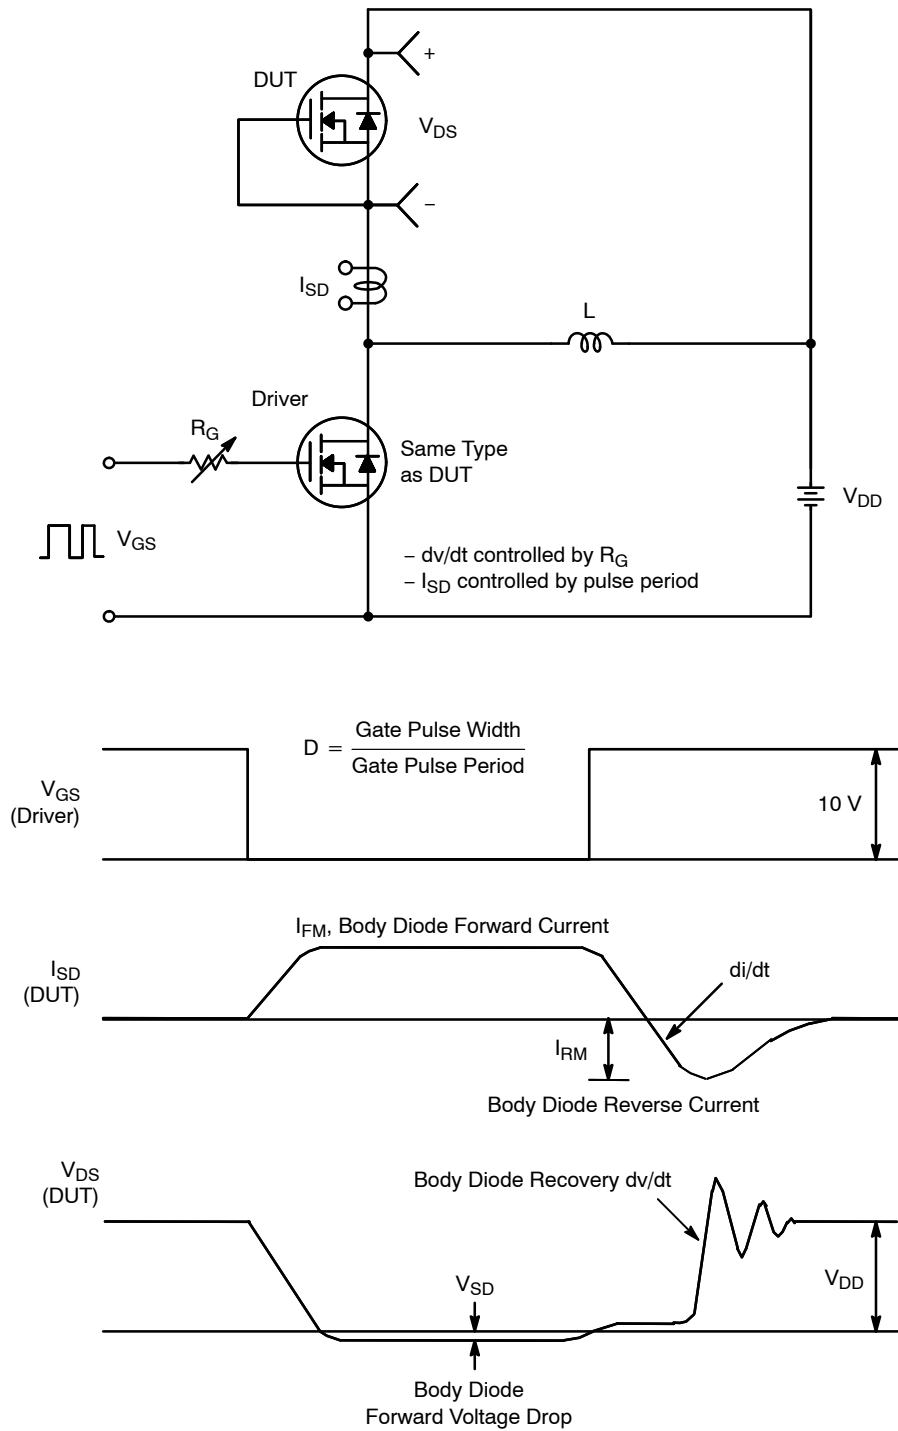 DUT
+
V_DS
−
I_SD
L
Driver
R_G
Same Type
as DUT
V_DD
V_GS
− dv/dt controlled by R_G
− I_SD controlled by pulse period
D = Gate Pulse Width
Gate Pulse Period
V_GS
(Driver)
10 V
I_FM, Body Diode Forward Current
I_SD
(DUT)
di/dt
I_RM
Body Diode Reverse Current
V_DS
(DUT)
Body Diode Recovery dv/dt
V_SD
V_DD
Body Diode
Forward Voltage Drop